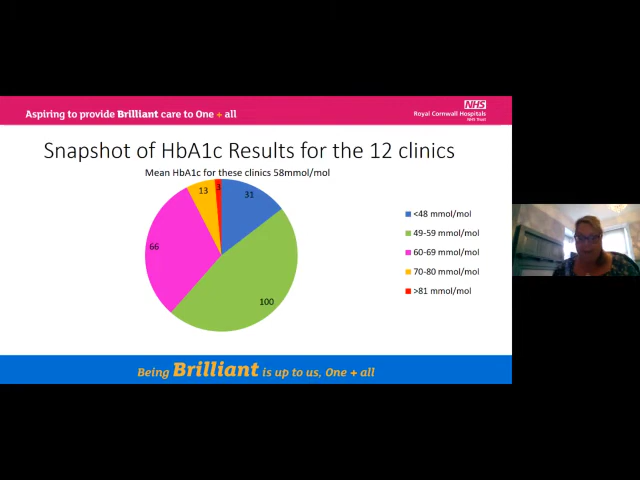 Aspiring to provide Brilliant care to One + all
NHS
Royal Cornwall Hospitals
NHS Trust
Snapshot of HbA1c Results for the 12 clinics
Mean HbA1c for these clinics 58mmol/mol
13
3
31
66
100
<48 mmol/mol
49-59 mmol/mol
60-69 mmol/mol
70-80 mmol/mol
>81 mmol/mol
Being Brilliant is up to us, One + all